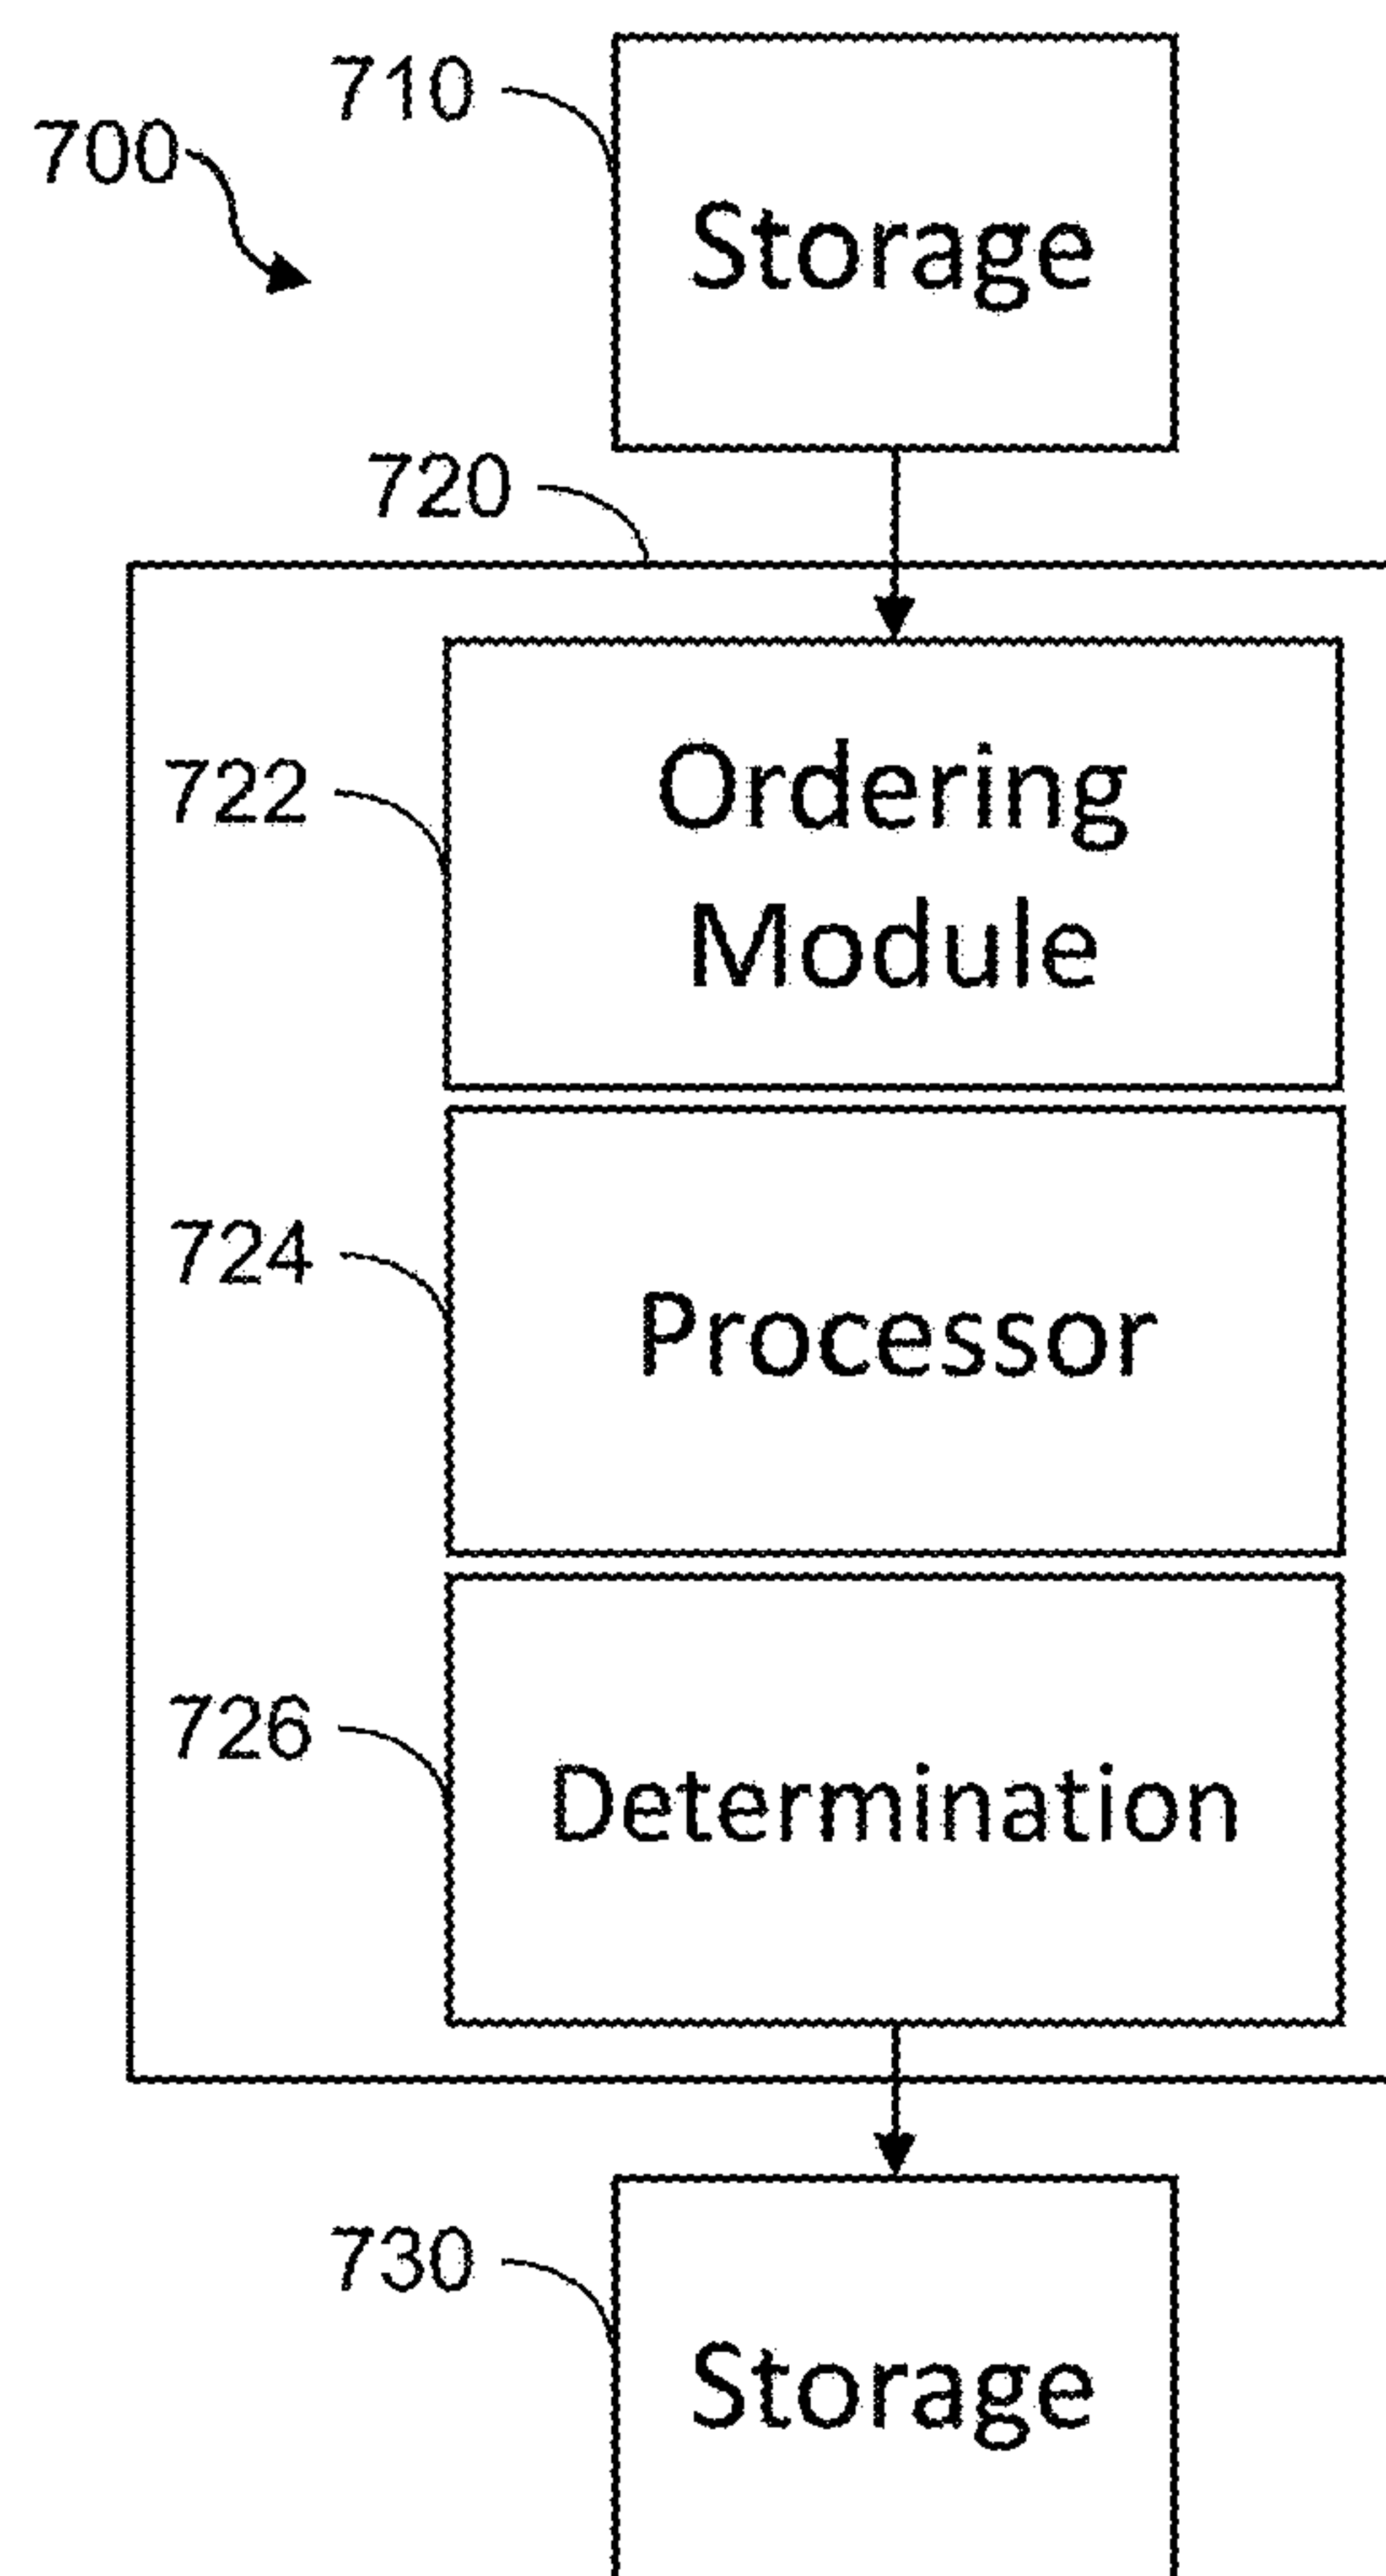 710
700
Storage
720
Ordering
722
Module
724
Processor
726
Determination
730
Storage